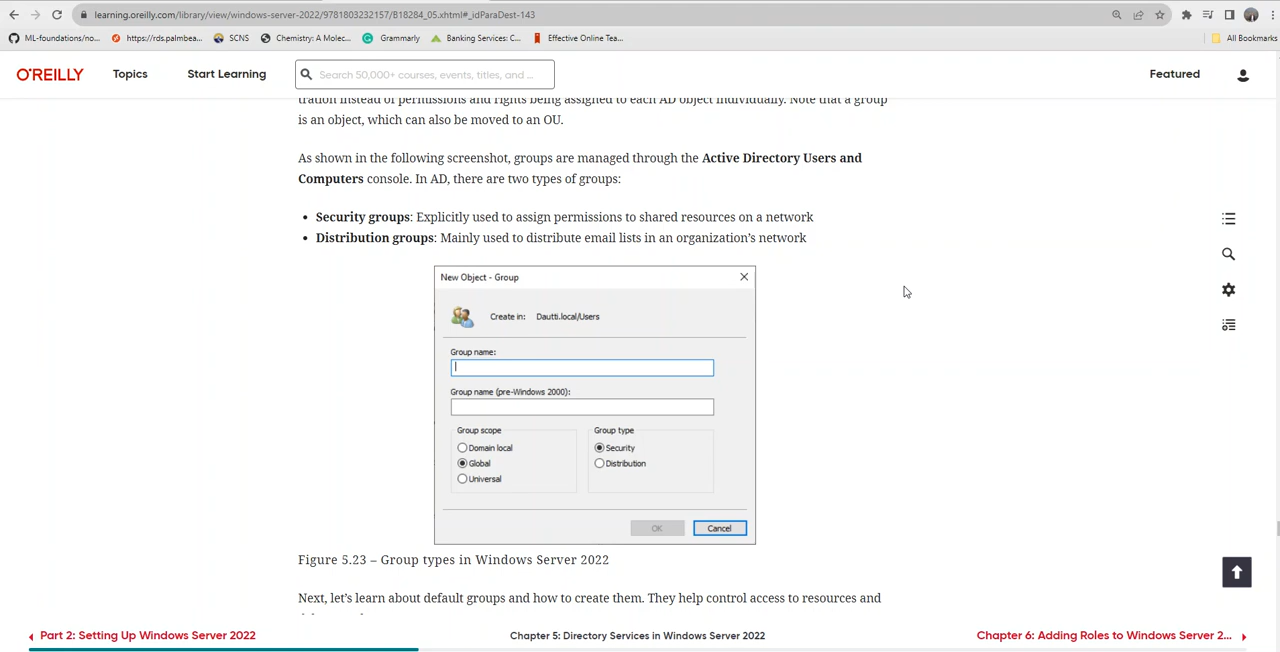 learning.oreilly.com/library/view/windows-server-2022/9781803232157/B18284_05.xhtml#_idParaDest-143
ML-foundations/no...
https://rds.palmbea...
SCNS
Chemistry: A Molec...
Grammarly
Banking Services: C...
Effective Online Tea...
All Bookmarks
O'REILLY
Topics
Start Learning
Search 50,000+ courses, events, titles, and ...
Featured
tration instead of permissions and rights being assigned to each AD object individually. Note that a group
is an object, which can also be moved to an OU.
As shown in the following screenshot, groups are managed through the Active Directory Users and
Computers console. In AD, there are two types of groups:
• Security groups: Explicitly used to assign permissions to shared resources on a network
• Distribution groups: Mainly used to distribute email lists in an organization’s network
New Object - Group
Create in: Dautti.local/Users
Group name:
Group name (pre-Windows 2000):
Group scope
Domain local
Global
Universal
Group type
Security
Distribution
OK
Cancel
Figure 5.23 – Group types in Windows Server 2022
Next, let’s learn about default groups and how to create them. They help control access to resources and
Part 2: Setting Up Windows Server 2022
Chapter 5: Directory Services in Windows Server 2022
Chapter 6: Adding Roles to Windows Server 2...